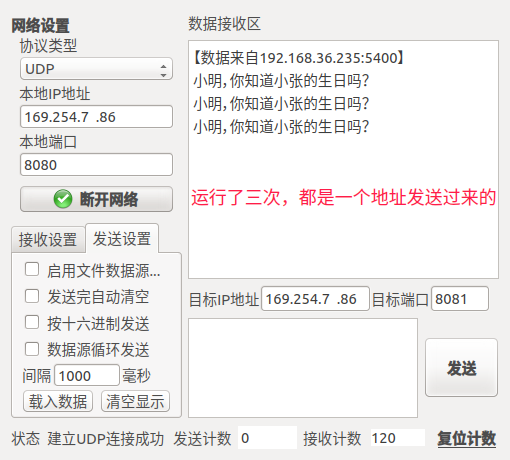 网络设置
协议类型
UDP
本地IP地址
169.254.7 .86
本地端口
8080
断开网络
接收设置 发送设置
启用文件数据源...
发送完自动清空
按十六进制发送
数据源循环发送
间隔 1000 毫秒
载入数据 清空显示
数据接收区
【数据来自192.168.36.235:5400】
小明,你知道小张的生日吗?
小明,你知道小张的生日吗?
小明,你知道小张的生日吗?
运行了三次，都是一个地址发送过来的
目标IP地址 169.254.7 .86 目标端口 8081
发送
状态 建立UDP连接成功 发送计数 0 接收计数 120 复位计数